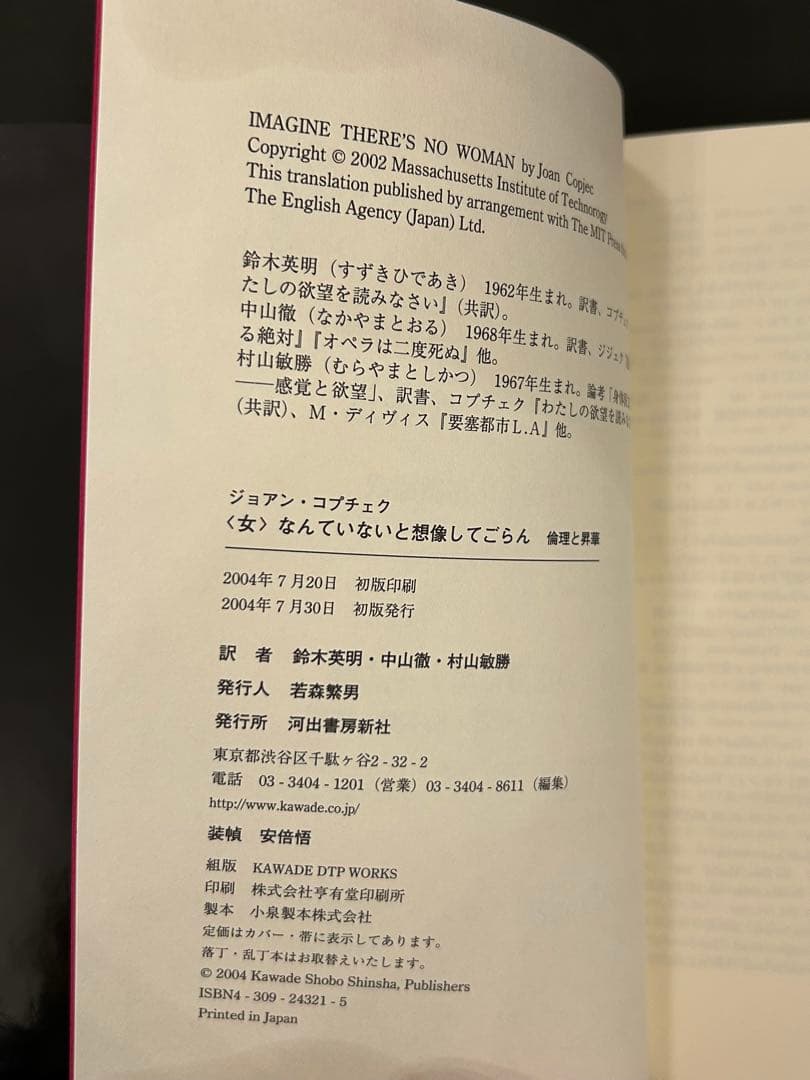 IMAGINE THERE'S NO WOMAN by Joan Copjec
Copyright © 2002 Massachusetts Institute of Technorogy
This translation published by arrangement with The MIT
The English Agency (Japan) Ltd.
鈴木英明（すずきひであき） 1962年生まれ。訳書、コプチェ
たしの欲望を読みなさい』（共訳）。
中山徹（なかやまとおる） 1968年生まれ。訳書、ジジェク
る絶対』『オペラは二度死ぬ』他。
村山敏勝（むらやまとしかつ） 1967年生まれ。論考「身体
――感覚と欲望」、訳書、コプチェク『わたしの欲望を読み
（共訳）、M・ディヴィス『要塞都市L.A』他。
ジョアン・コプチェク
〈女〉なんていないと想像してごらん 倫理と昇華
2004年7月20日 初版印刷
2004年7月30日 初版発行
訳 者 鈴木英明・中山徹・村山敏勝
発行人 若森繁男
発行所 河出書房新社
東京都渋谷区千駄ヶ谷2-32-2
電話 03-3404-1201（営業）03-3404-8611（編集）
http://www.kawade.co.jp/
装幀 安倍悟
組版 KAWADE DTP WORKS
印刷 株式会社亨有堂印刷所
製本 小泉製本株式会社
定価はカバー・帯に表示してあります。
落丁・乱丁本はお取替えいたします。
© 2004 Kawade Shobo Shinsha, Publishers
ISBN4-309-24321-5
Printed in Japan